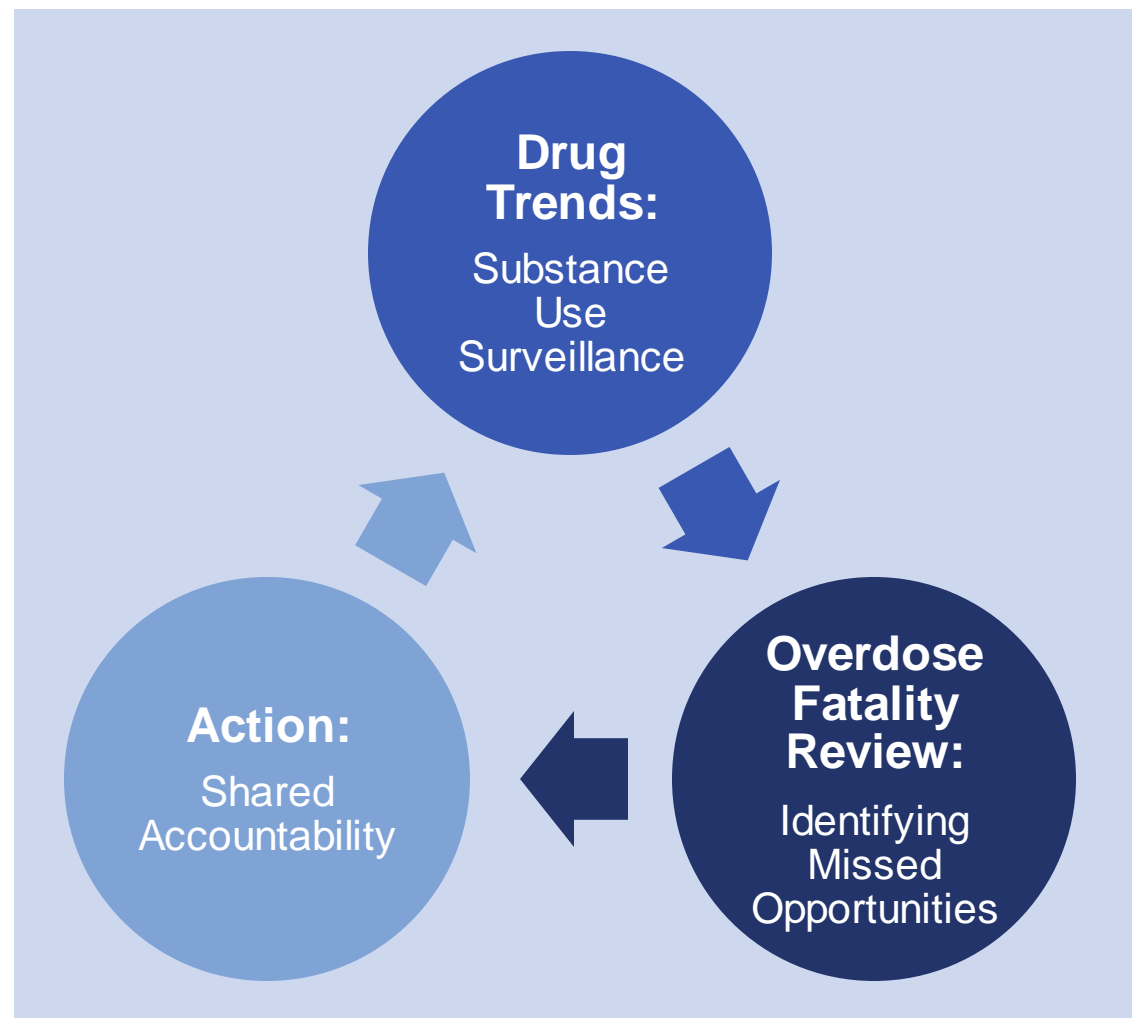 Drug
Trends:
Substance
Use
Surveillance
Overdose
Fatality
Review:
Identifying
Missed
Opportunities
Action:
Shared
Accountability